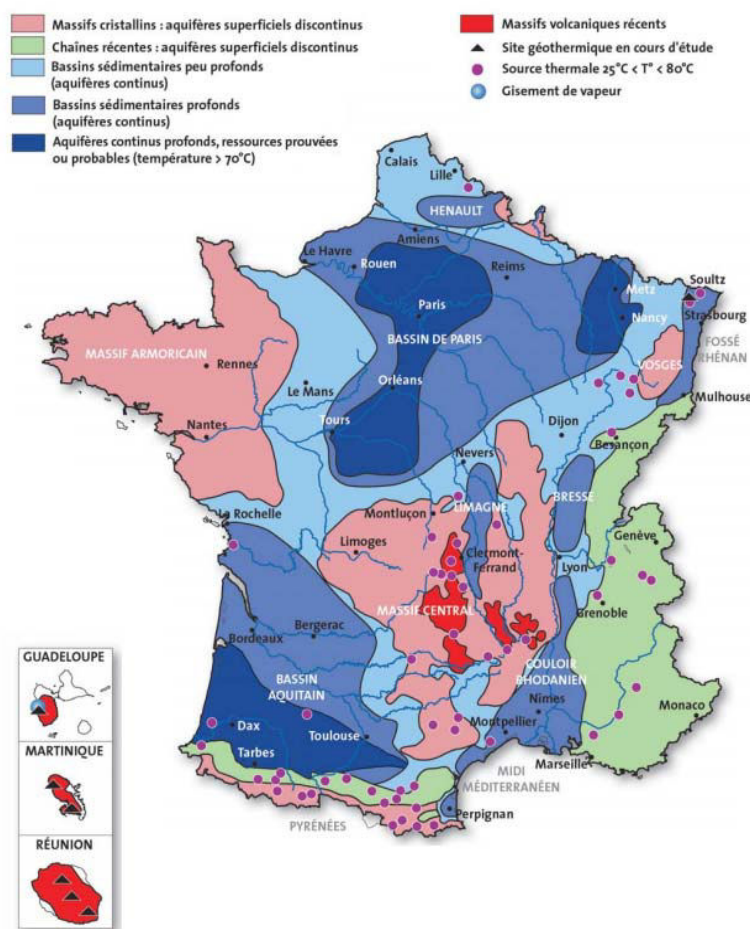 Massifs cristallins : aquifères superficiels discontinus
Chaînes récentes : aquifères superficiels discontinus
Bassins sédimentaires peu profonds
(aquifères continus)
Bassins sédimentaires profonds
(aquifères continus)
Aquifères continus profonds, ressources prouvées
ou probables (température > 70°C)
Massifs volcaniques récents
Site géothermique en cours d'étude
Source thermale 25°C < T° < 80°C
Gisement de vapeur
Calais
Lille
HENAULT
Amiens
Le Havre
Rouen
Reims
Metz
Soultz
Paris
Nancy
Strasbourg
BASSIN DE PARIS
FOSSÉ
RHÉNAN
MASSIF ARMORICAIN
Rennes
VOSGES
Le Mans
Orléans
Mulhouse
Nantes
Tours
Dijon
Besançon
Nevers
BRESSE
La Rochelle
Montluçon
LIMAGNE
Genève
Limoges
Clermont-
Ferrand
Lyon
MASSIF CENTRAL
Grenoble
Bordeaux
Bergerac
COULOIR
RHODANIEN
BASSIN
AQUITAIN
Nîmes
Monaco
Dax
Toulouse
Montpellier
Tarbes
Marseille
MIDI
MÉDITERRANÉEN
Perpignan
PYRÉNÉES
GUADELOUPE
MARTINIQUE
RÉUNION